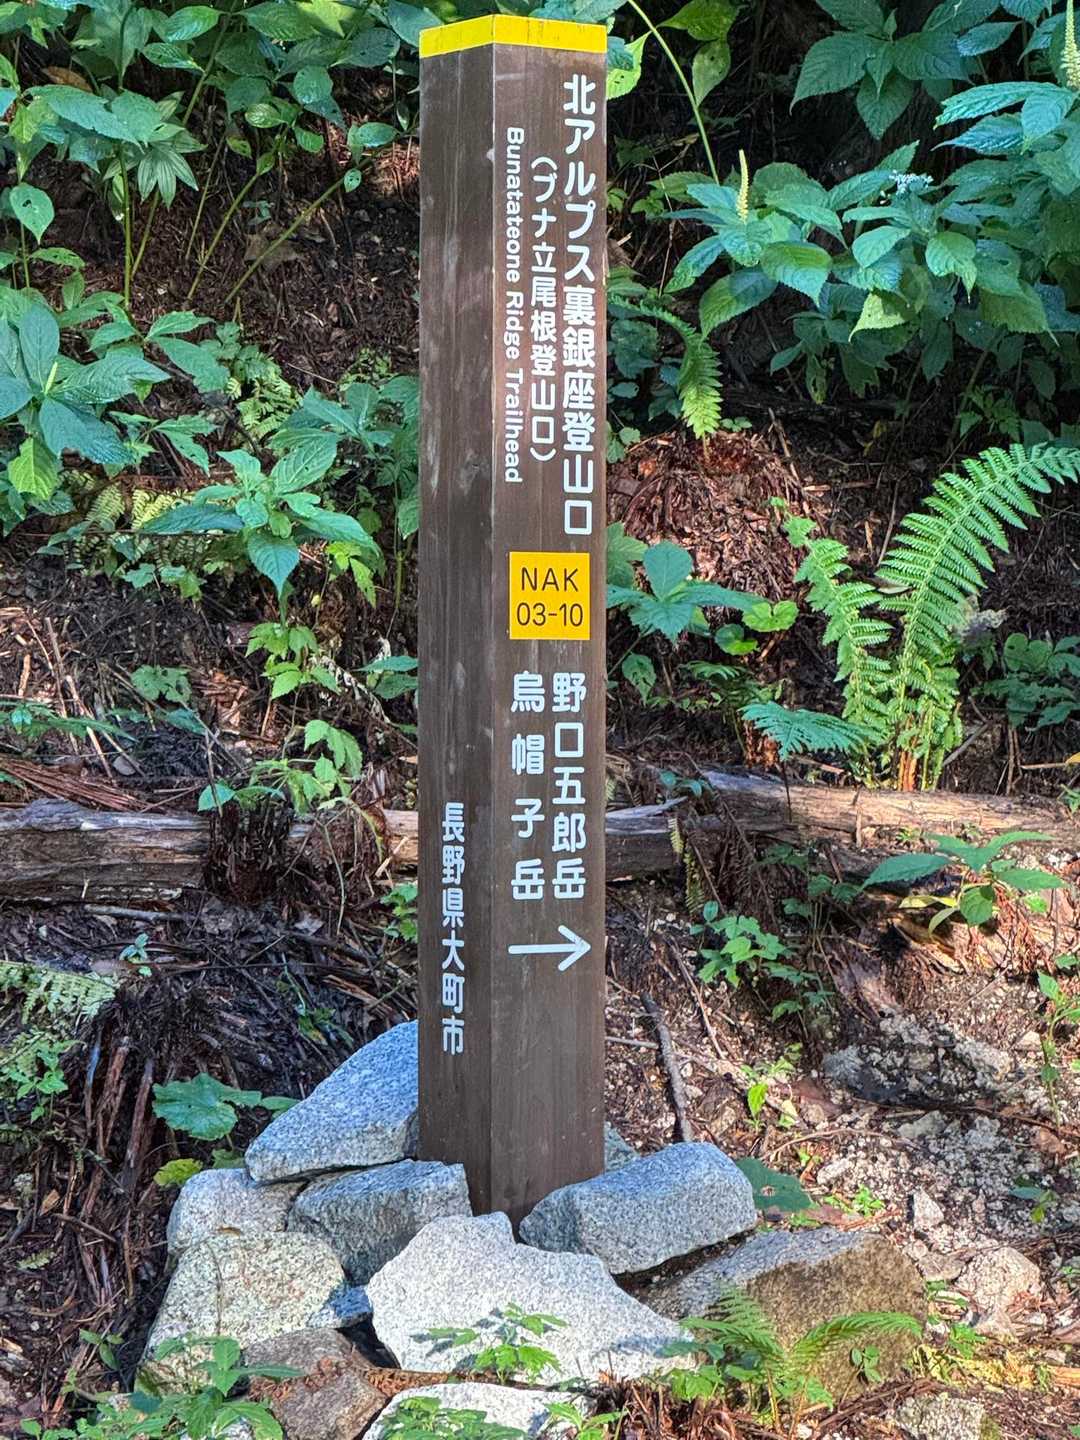 北アルプス裏銀座登山口
（ブナ立尾根登山口）
Bunatateone Ridge Trailhead
NAK
03-10
野口五郎岳
烏帽子岳
→
長野県大町市